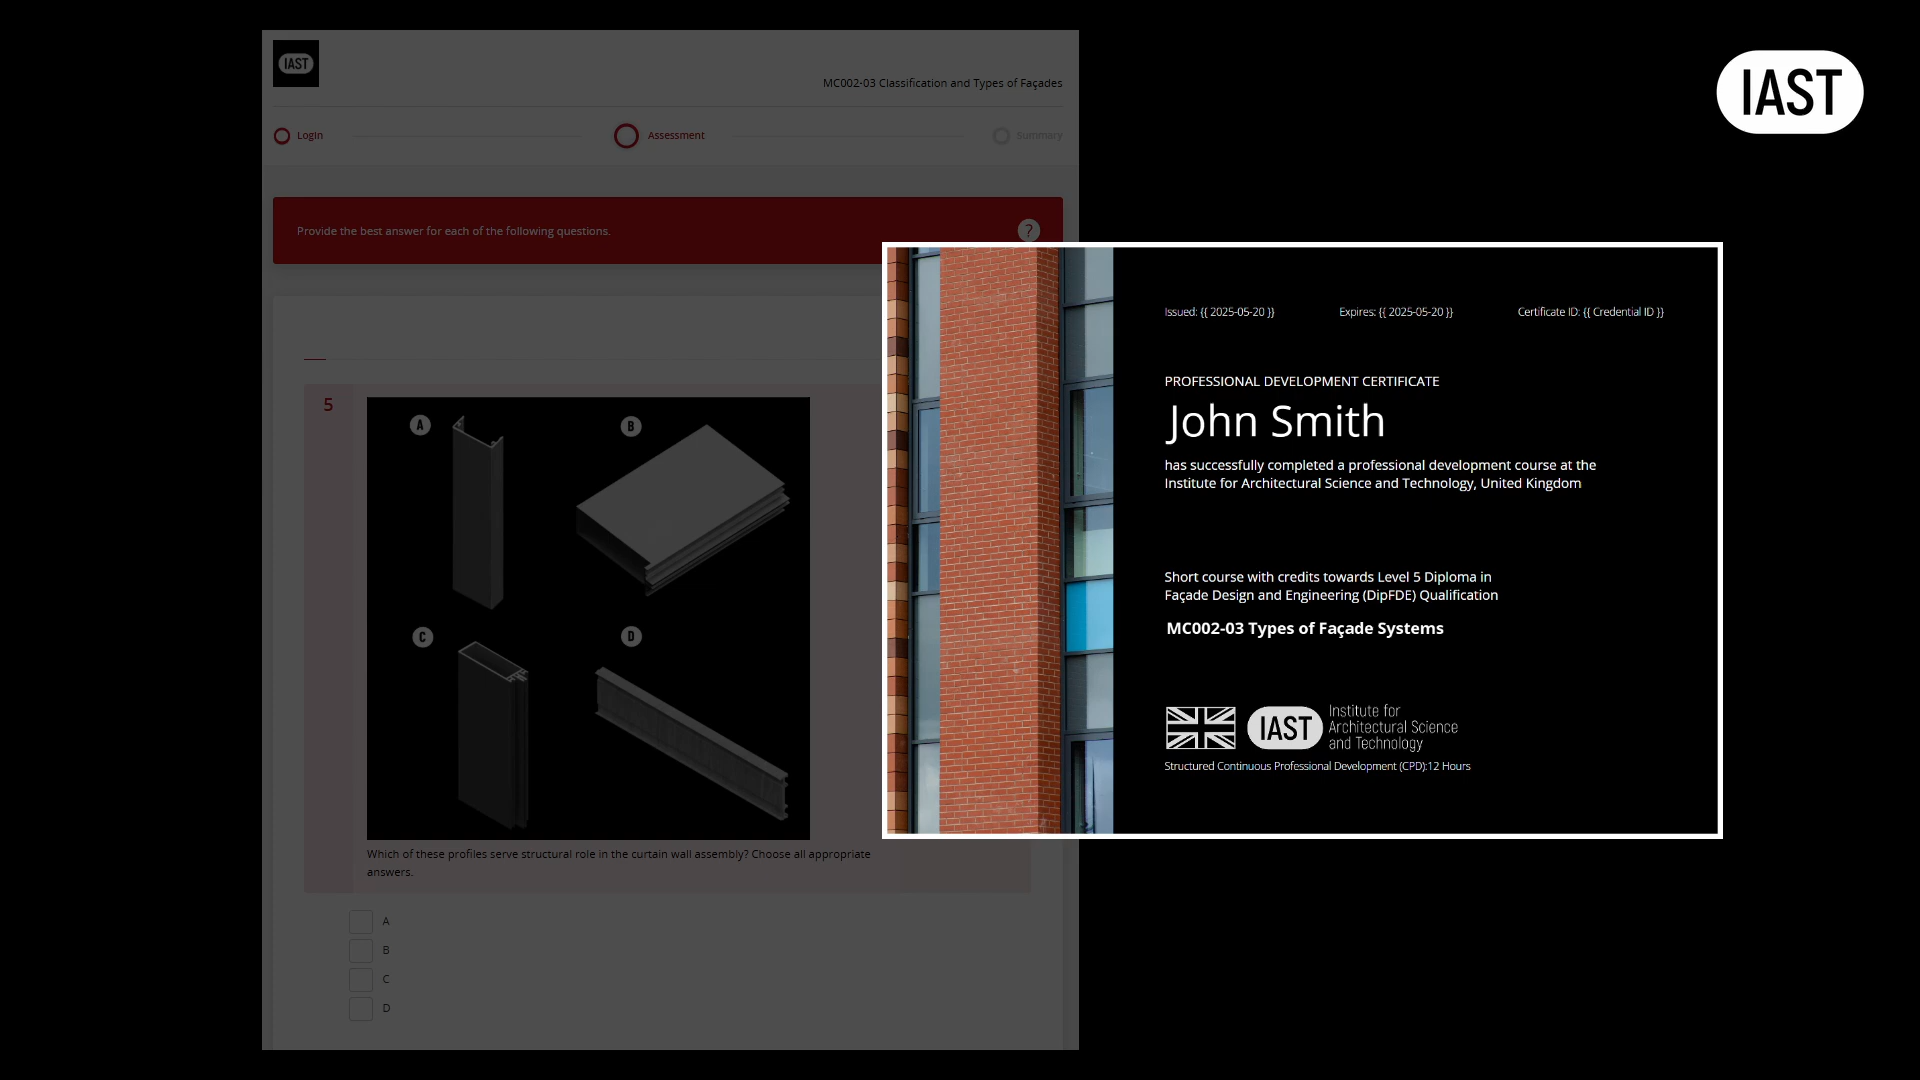 IAST
MC002-03 Classification and Types of Façades
Login
Assessment
Summary
Provide the best answer for each of the following questions.
?
5
A
B
C
D
Which of these profiles serve structural role in the curtain wall assembly? Choose all appropriate
answers.
A
B
C
D
IAST
Issued: {{ 2025-05-20 }}
Expires: {{ 2025-05-20 }}
Certificate ID: {{ Credential ID }}
PROFESSIONAL DEVELOPMENT CERTIFICATE
John Smith
has successfully completed a professional development course at the
Institute for Architectural Science and Technology, United Kingdom
Short course with credits towards Level 5 Diploma in
Façade Design and Engineering (DipFDE) Qualification
MC002-03 Types of Façade Systems
IAST
Institute for
Architectural Science
and Technology
Structured Continuous Professional Development (CPD):12 Hours